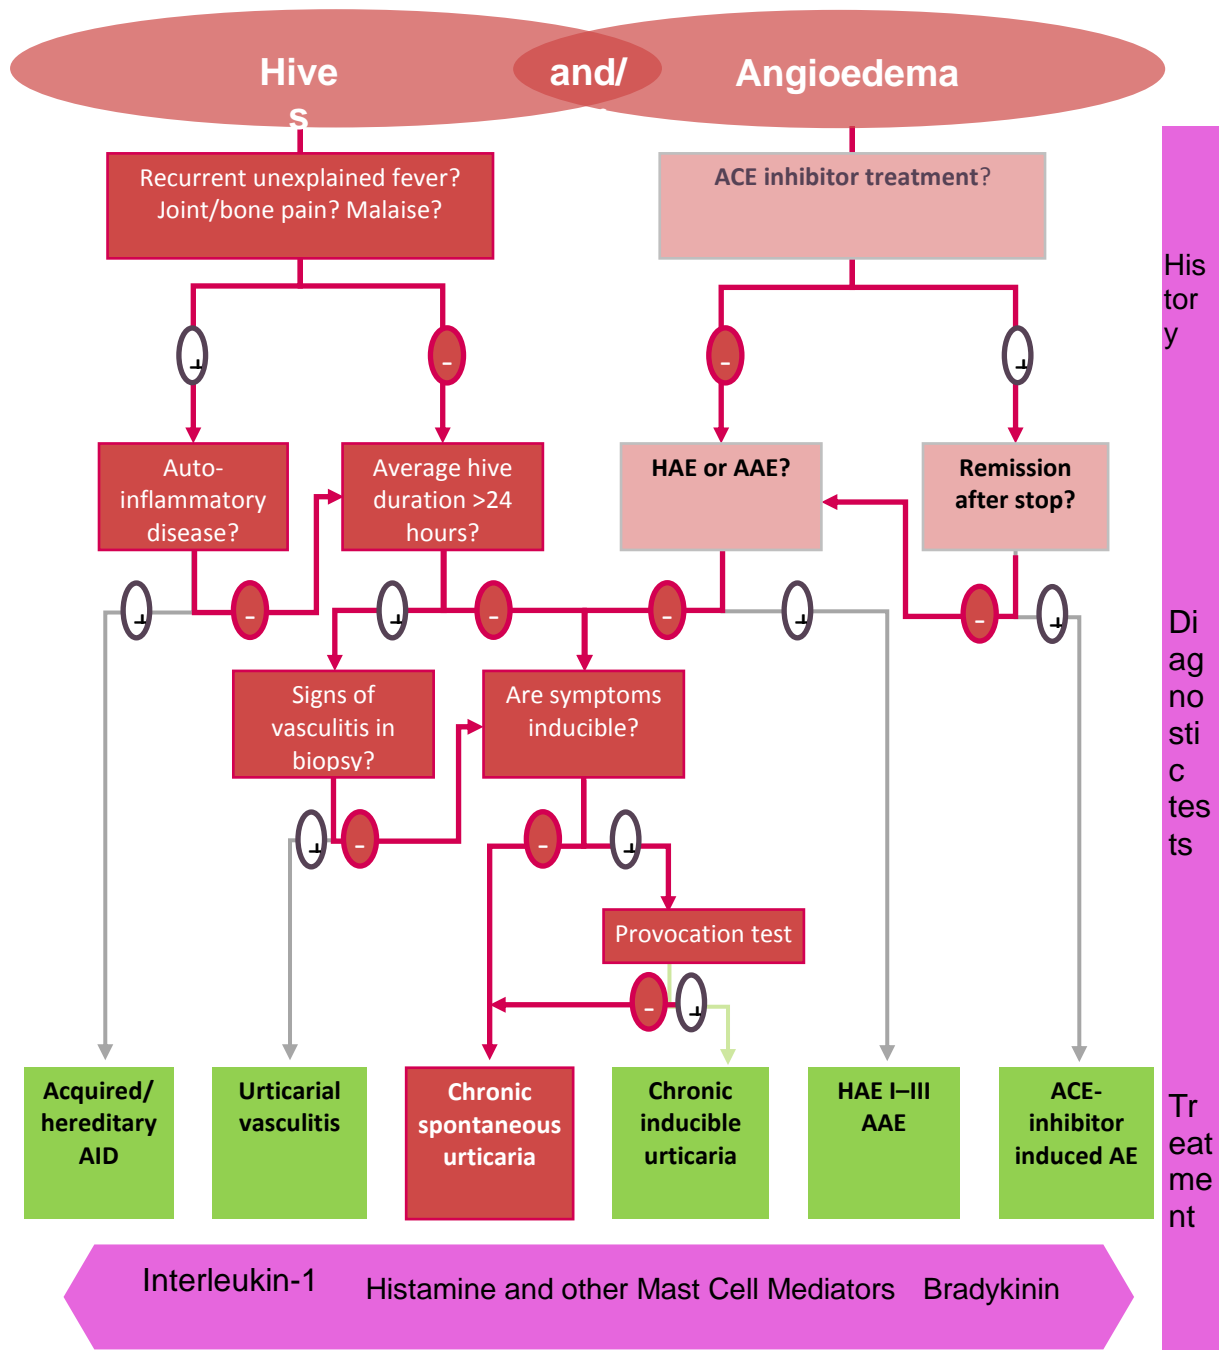 Hive
s
and/
Angioedema
Recurrent unexplained fever?
Joint/bone pain? Malaise?
ACE inhibitor treatment?
His
tor
y
+
-
-
+
Auto-
inflammatory
disease?
Average hive
duration >24
hours?
HAE or AAE?
Remission
after stop?
+
-
+
-
-
+
-
+
Di
ag
no
sti
c
tes
ts
Signs of
vasculitis in
biopsy?
Are symptoms
inducible?
+
-
-
+
Provocation test
-
+
Acquired/
hereditary
AID
Urticarial
vasculitis
Chronic
spontaneous
urticaria
Chronic
inducible
urticaria
HAE I–III
AAE
ACE-
inhibitor
induced AE
Tr
eat
me
nt
Interleukin-1
Histamine and other Mast Cell Mediators
Bradykinin